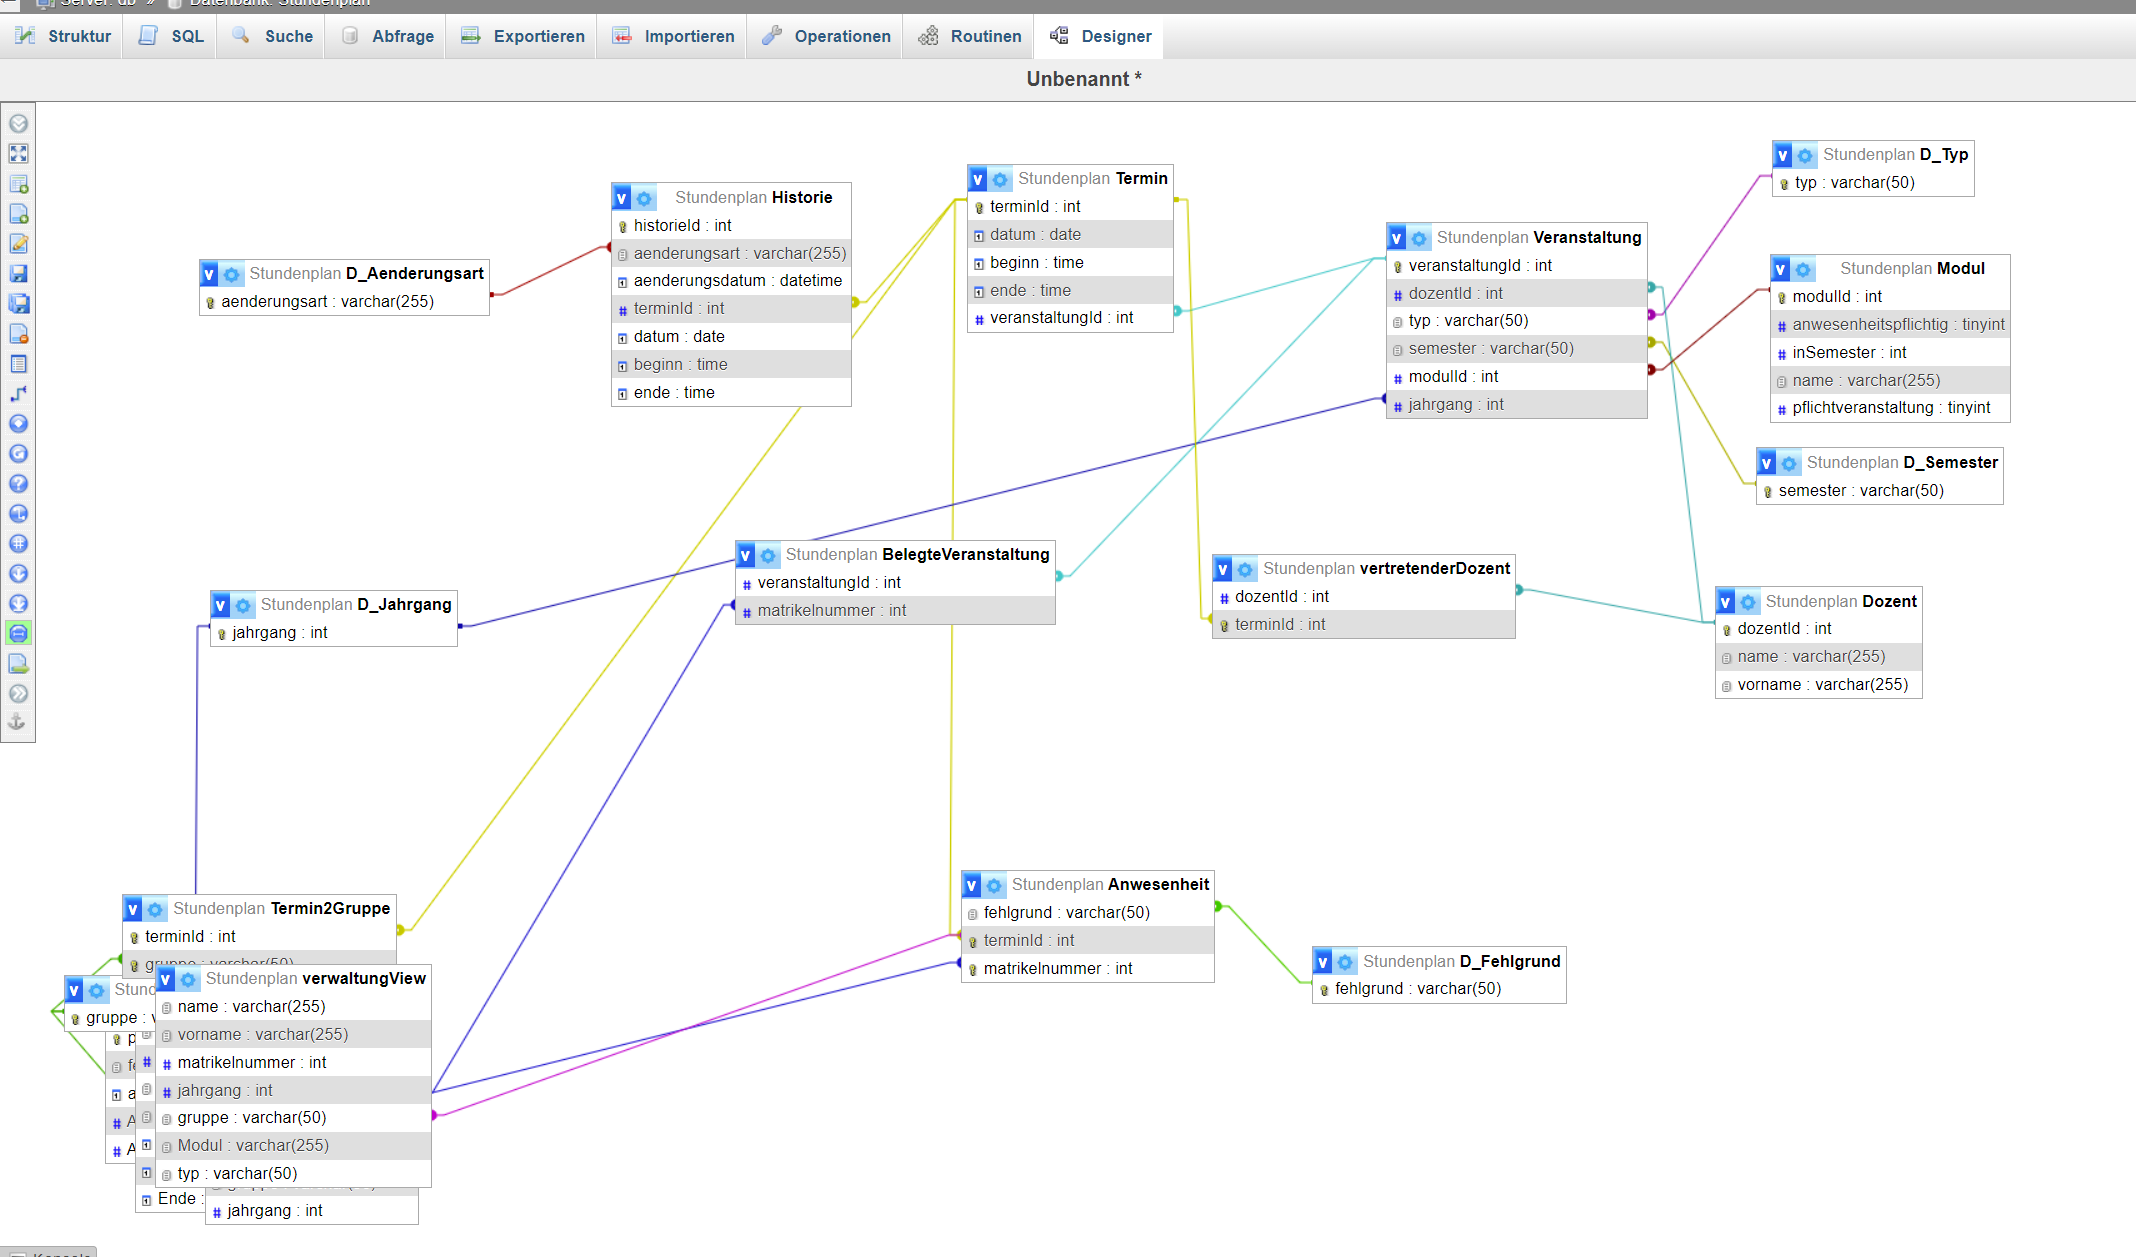 Server: db » Datenbank: Stundenplan
Struktur SQL Suche Abfrage Exportieren Importieren Operationen Routinen Designer
Unbenannt *
Stundenplan D_Aenderungsart
aenderungsart : varchar(255)
Stundenplan Historie
historieId : int
aenderungsart : varchar(255)
aenderungsdatum : datetime
terminId : int
datum : date
beginn : time
ende : time
Stundenplan Termin
terminId : int
datum : date
beginn : time
ende : time
veranstaltungId : int
Stundenplan Veranstaltung
veranstaltungId : int
dozentId : int
typ : varchar(50)
semester : varchar(50)
modulId : int
jahrgang : int
Stundenplan D_Typ
typ : varchar(50)
Stundenplan Modul
modulId : int
anwesenheitspflichtig : tinyint
inSemester : int
name : varchar(255)
pflichtveranstaltung : tinyint
Stundenplan D_Semester
semester : varchar(50)
Stundenplan BelegteVeranstaltung
veranstaltungId : int
matrikelnummer : int
Stundenplan vertretenderDozent
dozentId : int
terminId : int
Stundenplan Dozent
dozentId : int
name : varchar(255)
vorname : varchar(255)
Stundenplan D_Jahrgang
jahrgang : int
Stundenplan Termin2Gruppe
terminId : int
gruppe : varchar(50)
gruppe :
Stundenplan verwaltungView
name : varchar(255)
vorname : varchar(255)
matrikelnummer : int
jahrgang : int
gruppe : varchar(50)
Modul : varchar(255)
typ : varchar(50)
Ende :
jahrgang : int
Stundenplan Anwesenheit
fehlgrund : varchar(50)
terminId : int
matrikelnummer : int
Stundenplan D_Fehlgrund
fehlgrund : varchar(50)
Konsole